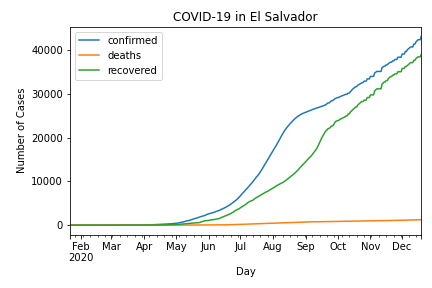 COVID-19 in El Salvador
confirmed
deaths
recovered
Number of Cases
40000
30000
20000
10000
0
Feb Mar Apr May Jun Jul Aug Sep Oct Nov Dec
2020
Day